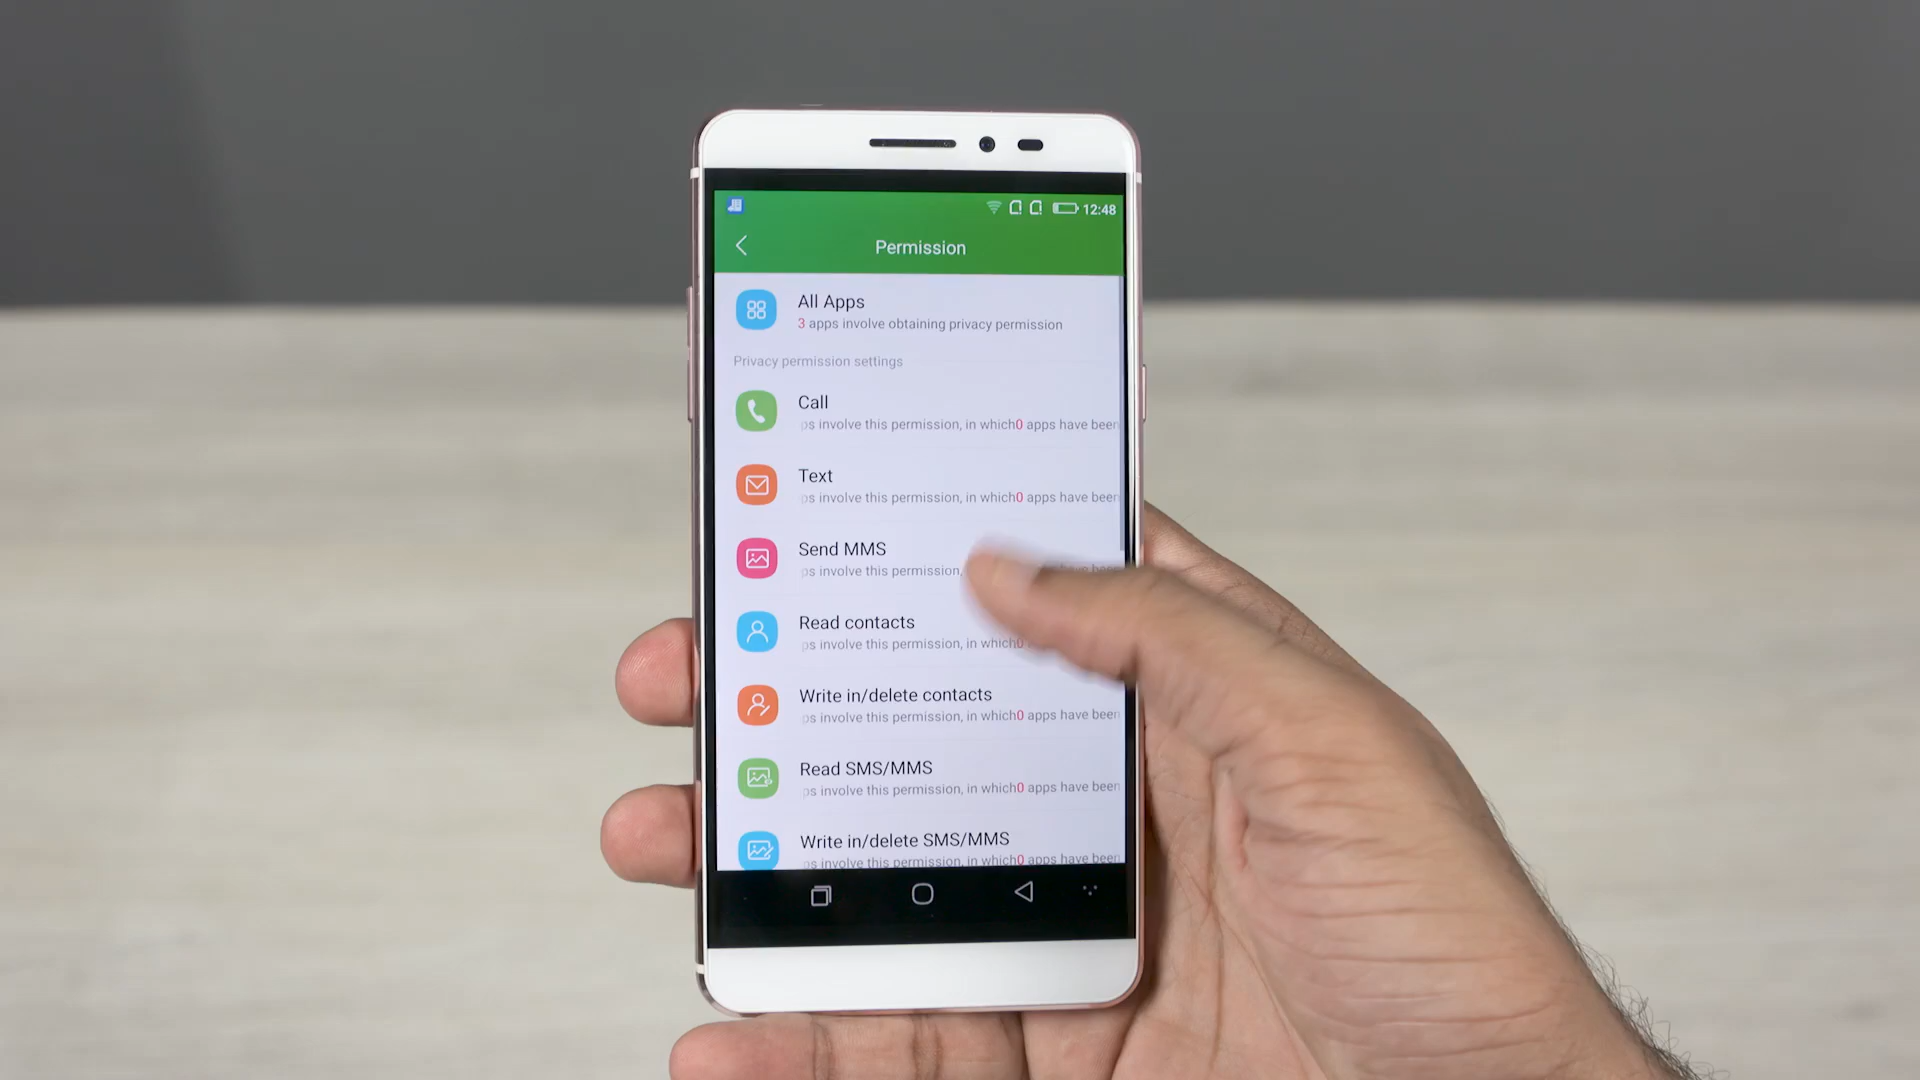 12:48
Permission
All Apps
3 apps involve obtaining privacy permission
Privacy permission settings
Call
ps involve this permission, in which0 apps have been
Text
ps involve this permission, in which0 apps have been
Send MMS
ps involve this permission, have been
Read contacts
ps involve this permission, in which0
Write in/delete contacts
ps involve this permission, in which0 apps have been
Read SMS/MMS
ps involve this permission, in which0 apps have been
Write in/delete SMS/MMS
ps involve this permission, in which0 apps have been